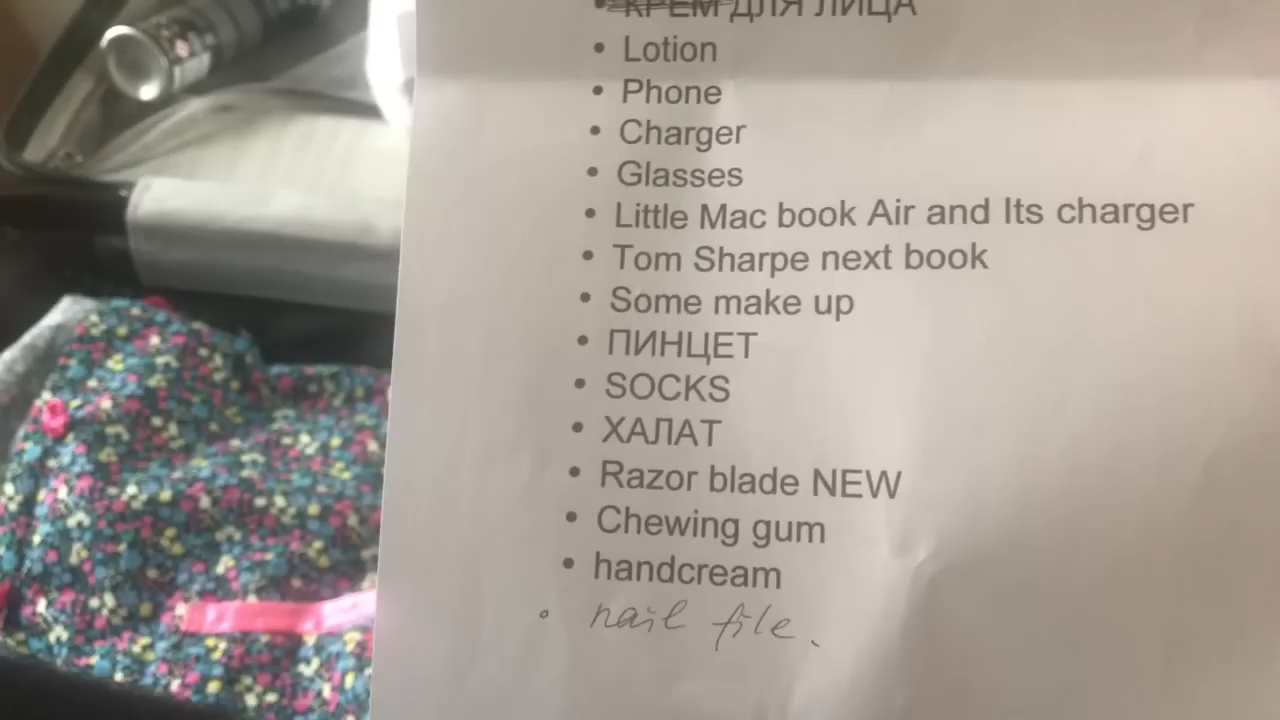 • КРЕМ ДЛЯ ЛИЦА
• Lotion
• Phone
• Charger
• Glasses
• Little Mac book Air and Its charger
• Tom Sharpe next book
• Some make up
• ПИНЦЕТ
• SOCKS
• ХАЛАТ
• Razor blade NEW
• Chewing gum
• handcream
• nail file.